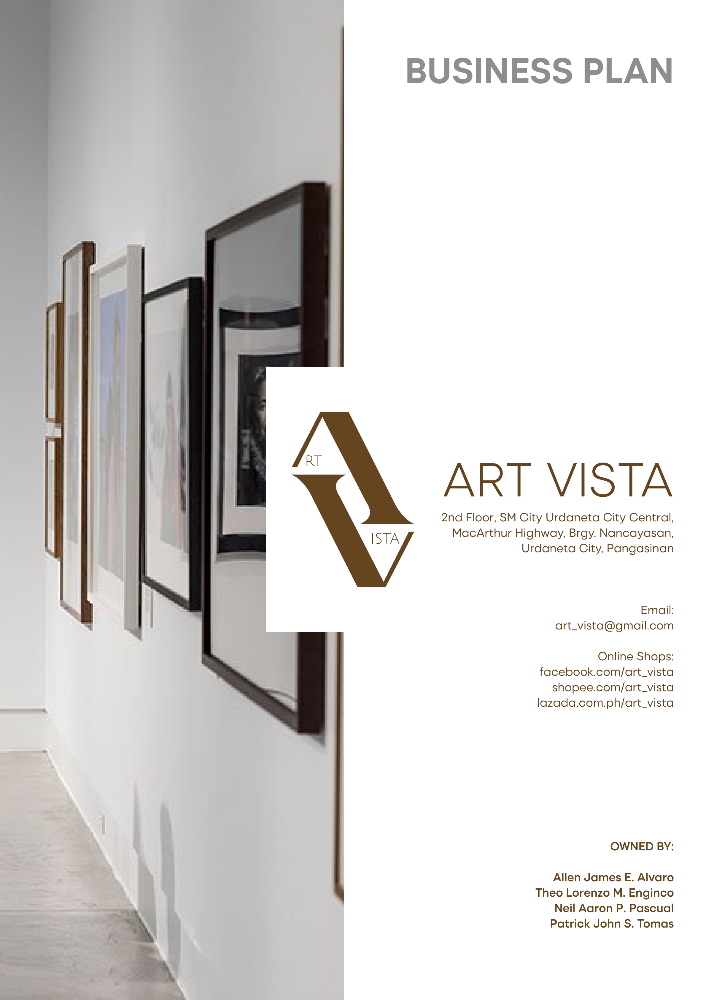 BUSINESS PLAN
RT
ISTA
ART VISTA
2nd Floor, SM City Urdaneta City Central,
MacArthur Highway, Brgy. Nancayasan,
Urdaneta City, Pangasinan
Email:
art_vista@gmail.com
Online Shops:
facebook.com/art_vista
shopee.com/art_vista
lazada.com.ph/art_vista
OWNED BY:
Allen James E. Alvaro
Theo Lorenzo M. Enginco
Neil Aaron P. Pascual
Patrick John S. Tomas